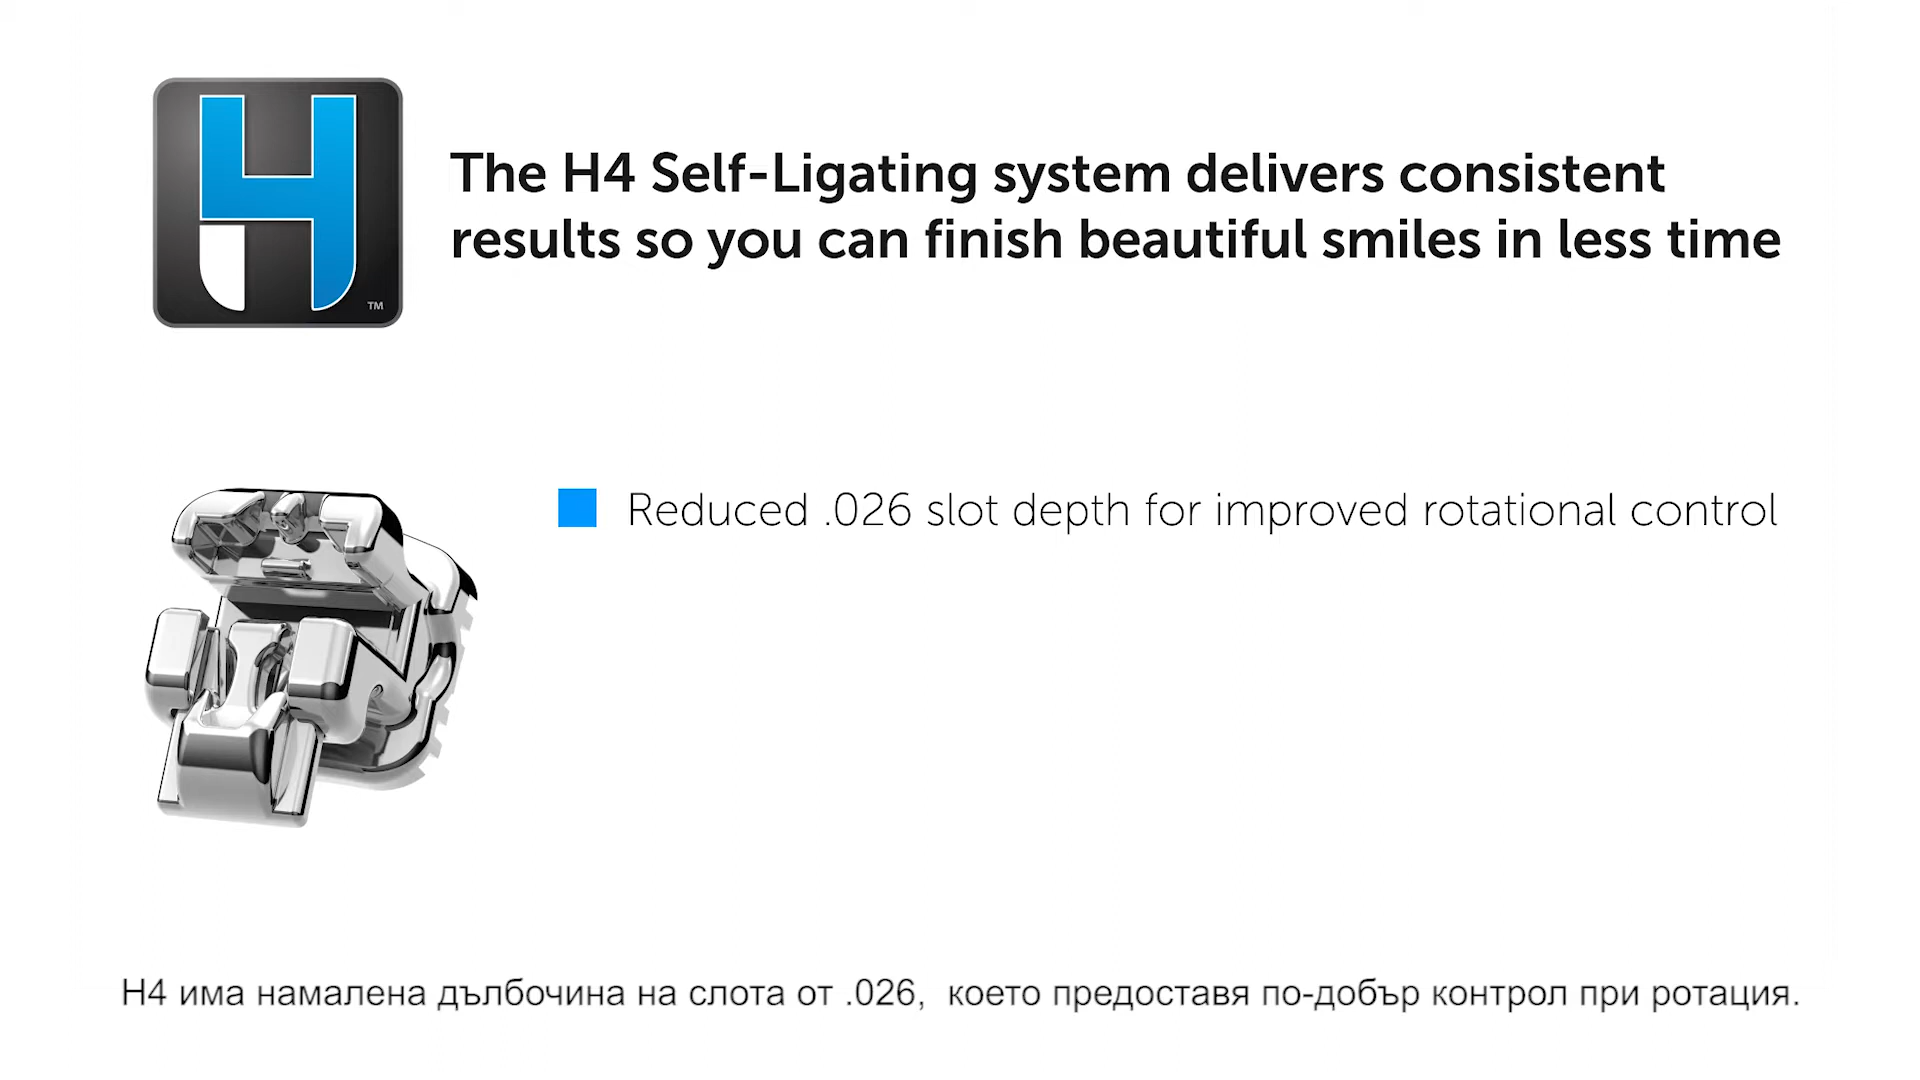 TM
The H4 Self-Ligating system delivers consistent
results so you can finish beautiful smiles in less time
Reduced .026 slot depth for improved rotational control
H4 има намалена дълбочина на слота от .026,  което предоставя по-добър контрол при ротация.